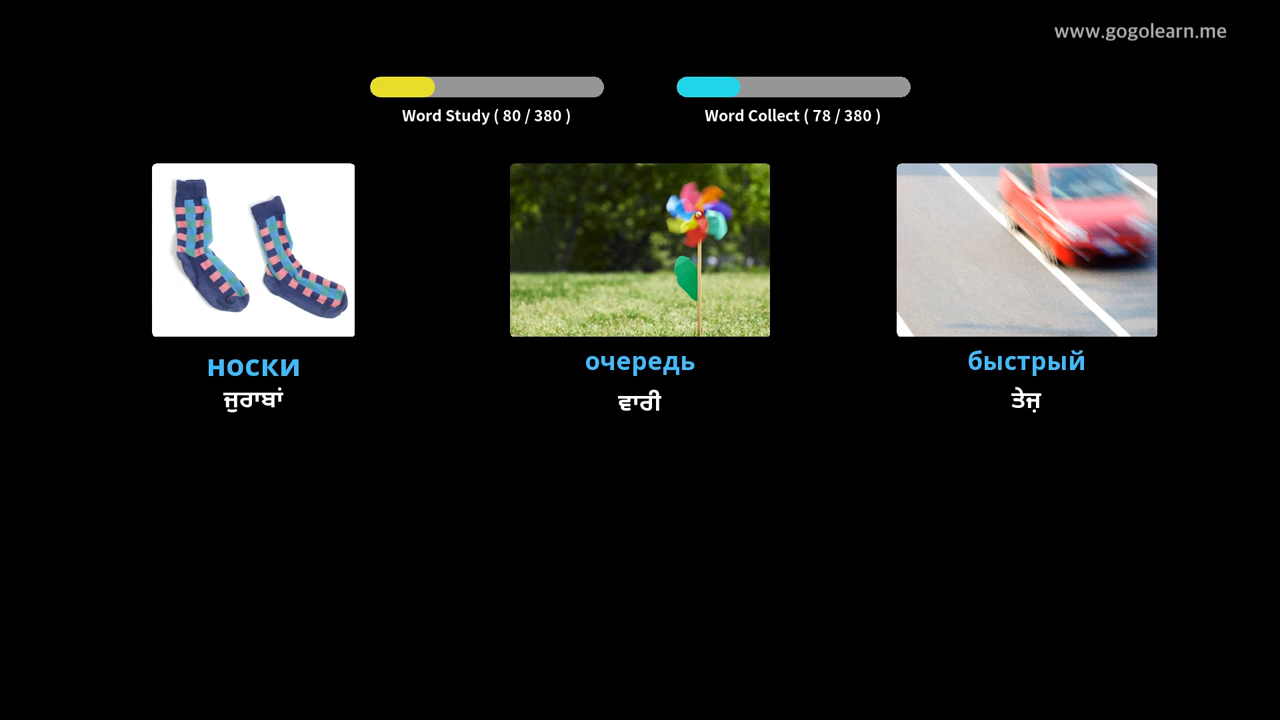 www.gogolearn.me
Word Study ( 80 / 380 )
Word Collect ( 78 / 380 )
носки
очередь
быстрый
ਜੁਰਾਬਾਂ
ਵਾਰੀ
ਤੇਜ਼